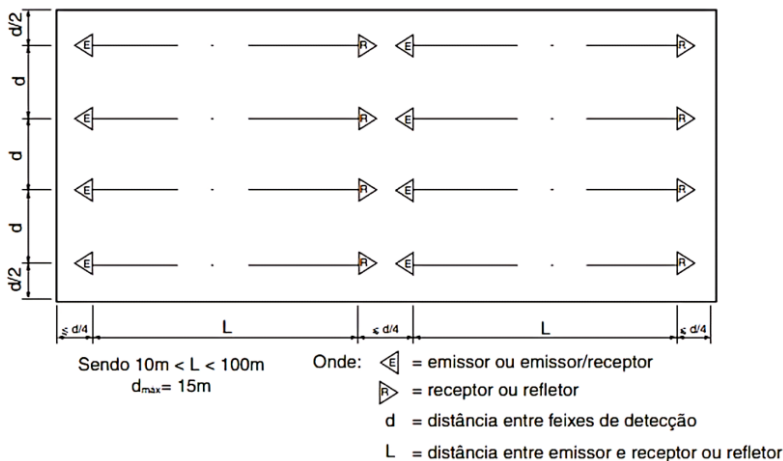 d/2
E R E R
d
E R E R
d
E R E R
d
E R E R
d/2
≤ d/4 L ≤ d/4 L ≤ d/4
Sendo 10m < L < 100m
dmáx= 15m
Onde: E = emissor ou emissor/receptor
R = receptor ou refletor
d = distância entre feixes de detecção
L = distância entre emissor e receptor ou refletor